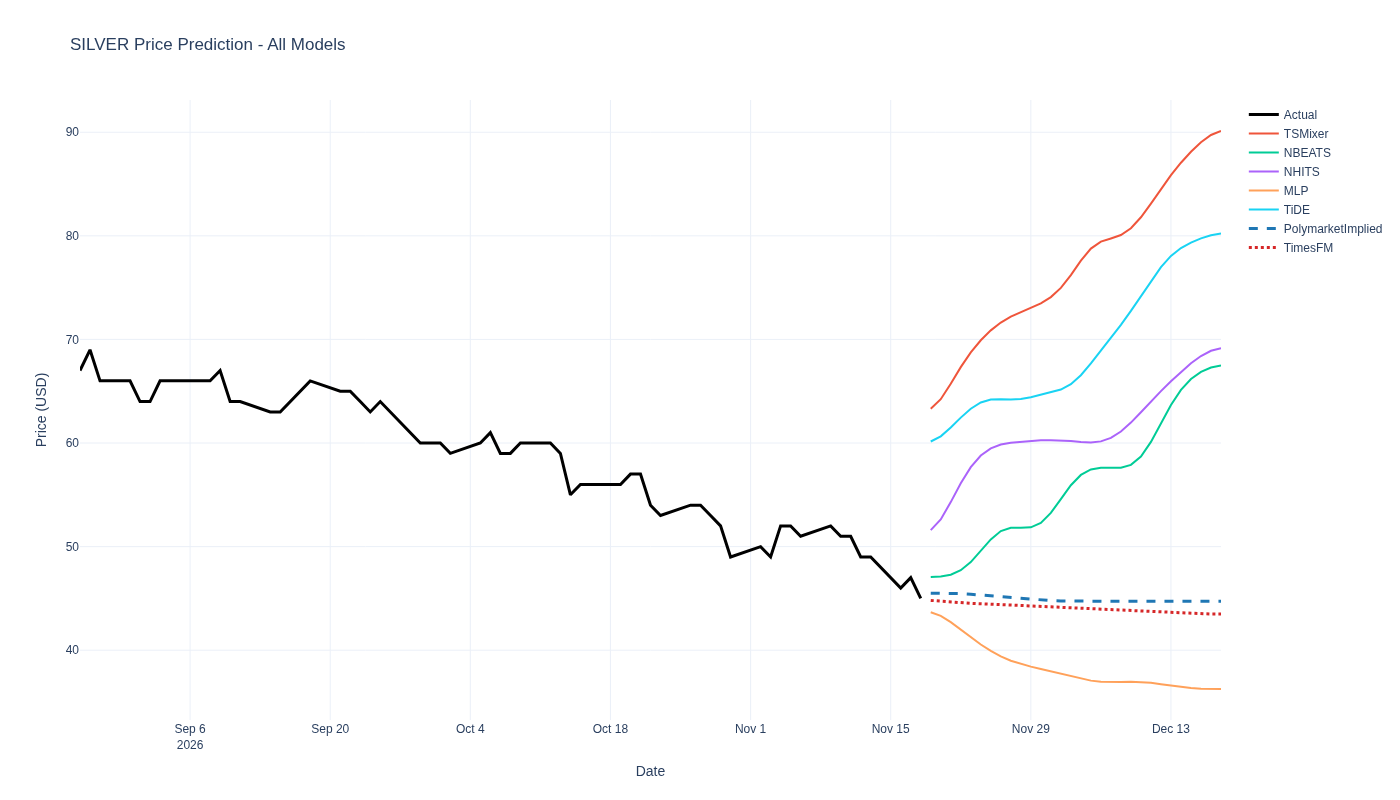 SILVER Price Prediction - All Models
Actual
TSMixer
NBEATS
NHITS
MLP
TiDE
PolymarketImplied
TimesFM
Price (USD)
90
80
70
60
50
40
Sep 6
2026
Sep 20
Oct 4
Oct 18
Nov 1
Nov 15
Nov 29
Dec 13
Date